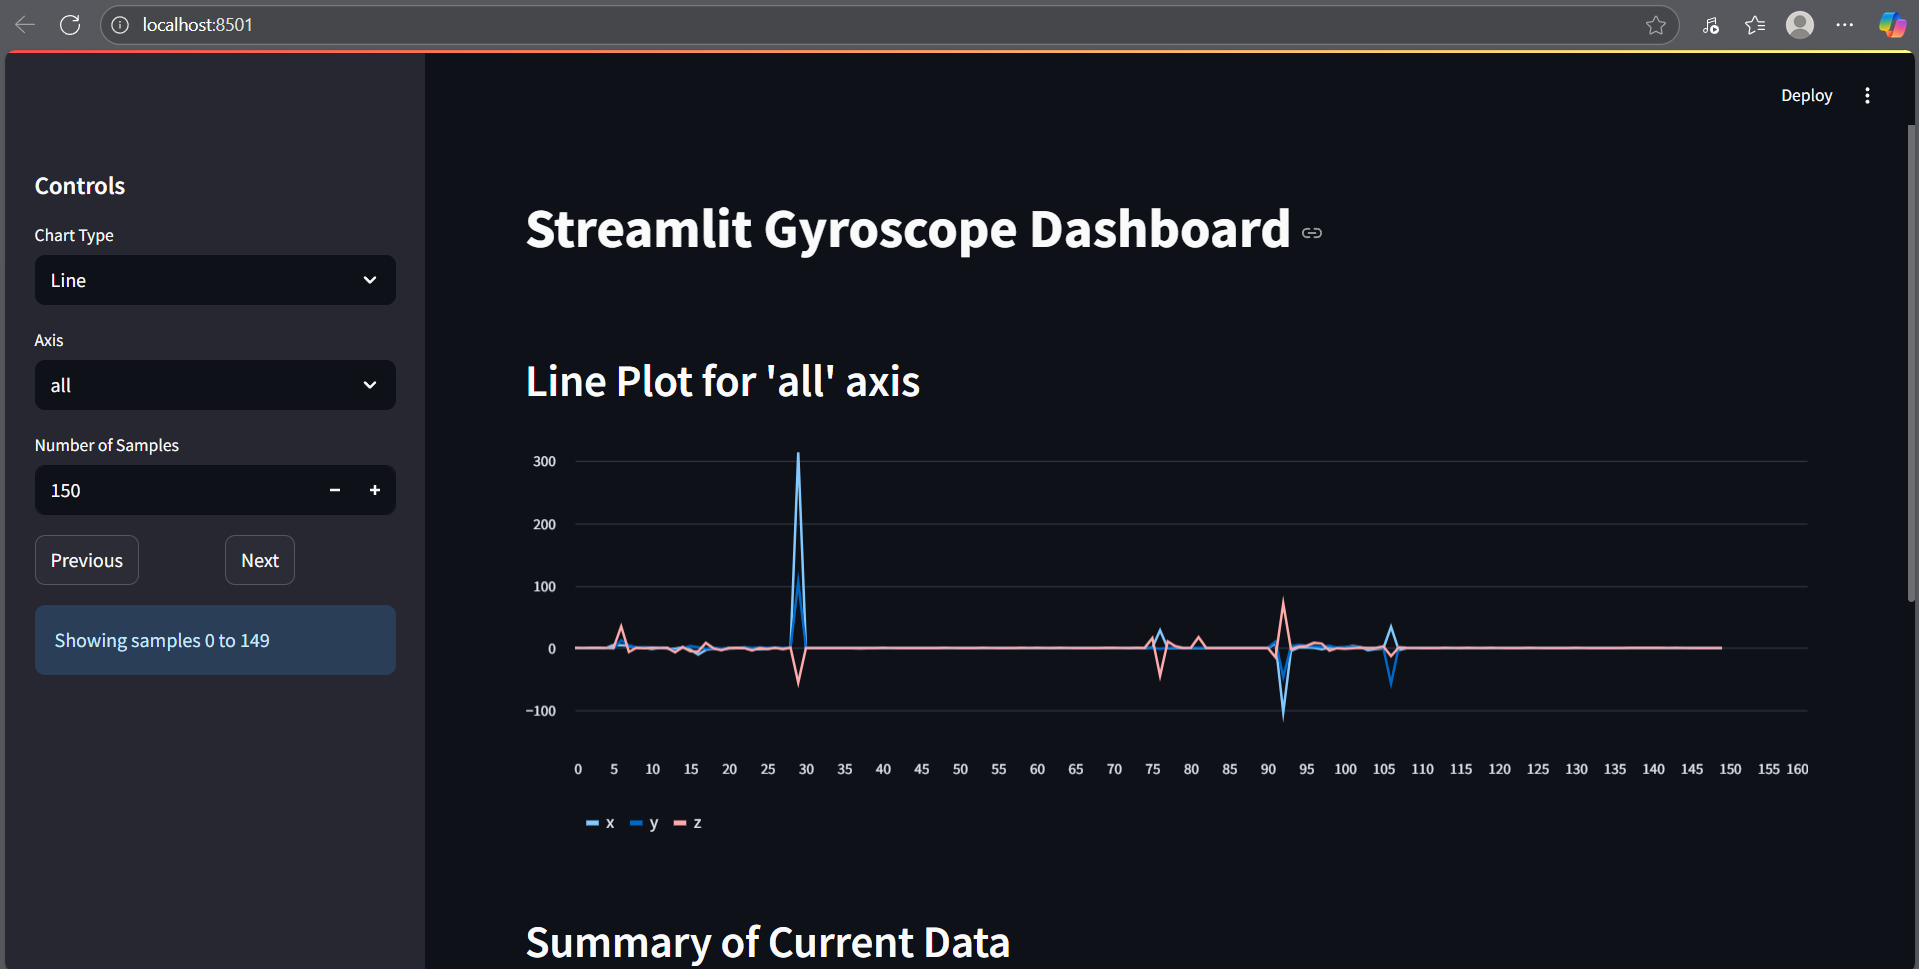 localhost:8501
Deploy
Controls
Chart Type
Line
Axis
all
Number of Samples
150
Previous Next
Showing samples 0 to 149
Streamlit Gyroscope Dashboard
Line Plot for 'all' axis
300
200
100
0
−100
0 5 10 15 20 25 30 35 40 45 50 55 60 65 70 75 80 85 90 95 100 105 110 115 120 125 130 135 140 145 150 155 160
x y z
Summary of Current Data